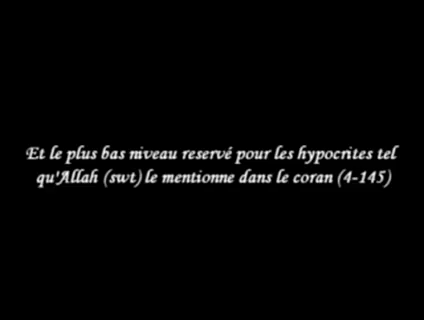 Et le plus bas niveau reservé pour les hypocrites tel
qu'Allah (swt) le mentionne dans le coran (4-145)